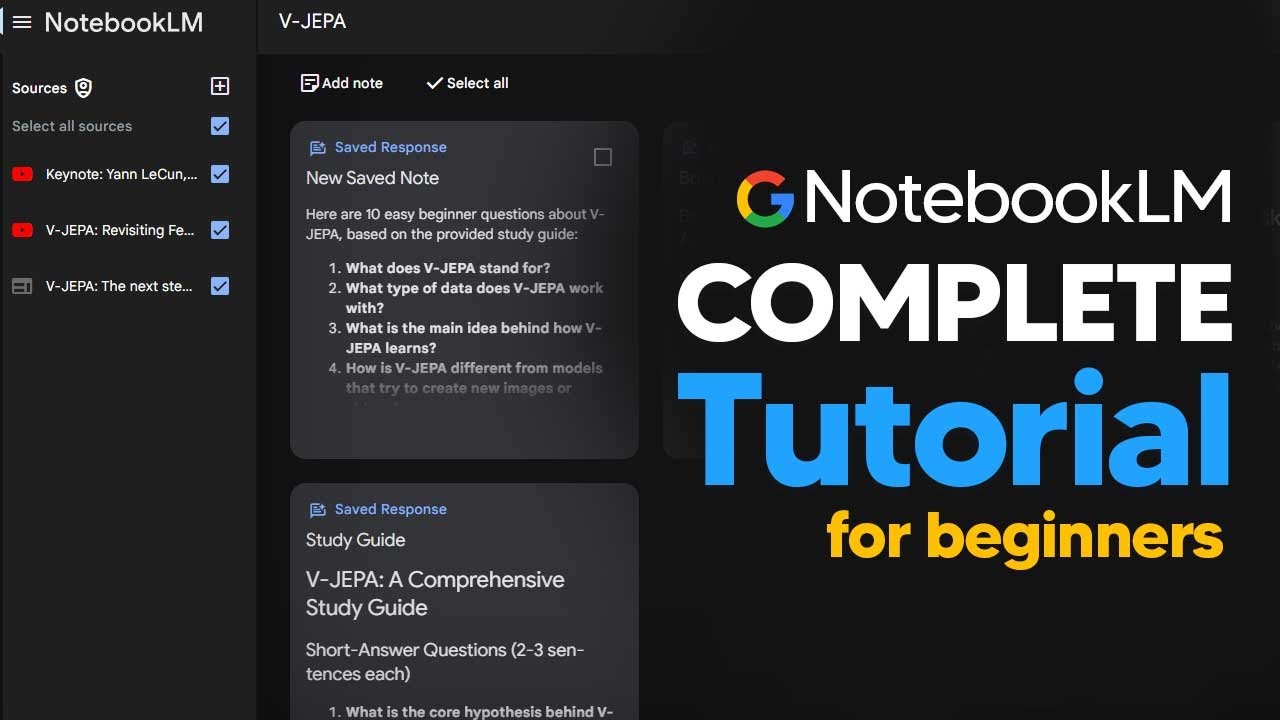 NotebookLM
V-JEPA
Sources
Select all sources
Keynote: Yann LeCun,...
V-JEPA: Revisiting Fe...
V-JEPA: The next ste...
Add note
Select all
Saved Response
New Saved Note
Here are 10 easy beginner questions about V-
JEPA, based on the provided study guide:
1. What does V-JEPA stand for?
2. What type of data does V-JEPA work
with?
3. What is the main idea behind how V-
JEPA learns?
4. How is V-JEPA different from models
that try to create new images or
Saved Response
Study Guide
V-JEPA: A Comprehensive
Study Guide
Short-Answer Questions (2-3 sen-
tences each)
1. What is the core hypothesis behind V-
NotebookLM
COMPLETE
Tutorial
for beginners